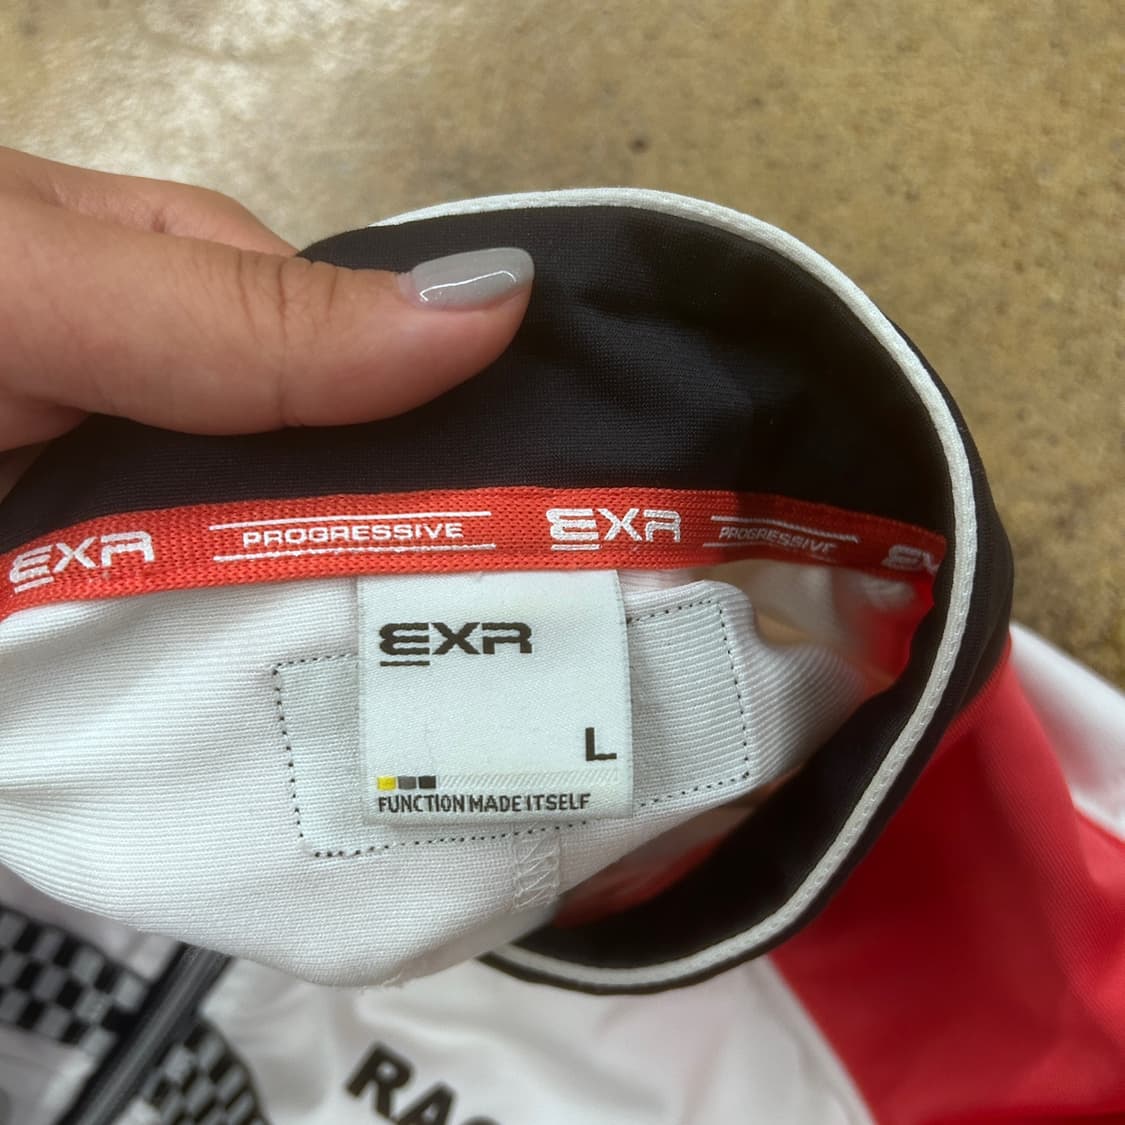 EXR PROGRESSIVE EXR PROGRESSIVE
EXR
L
FUNCTION MADE ITSELF